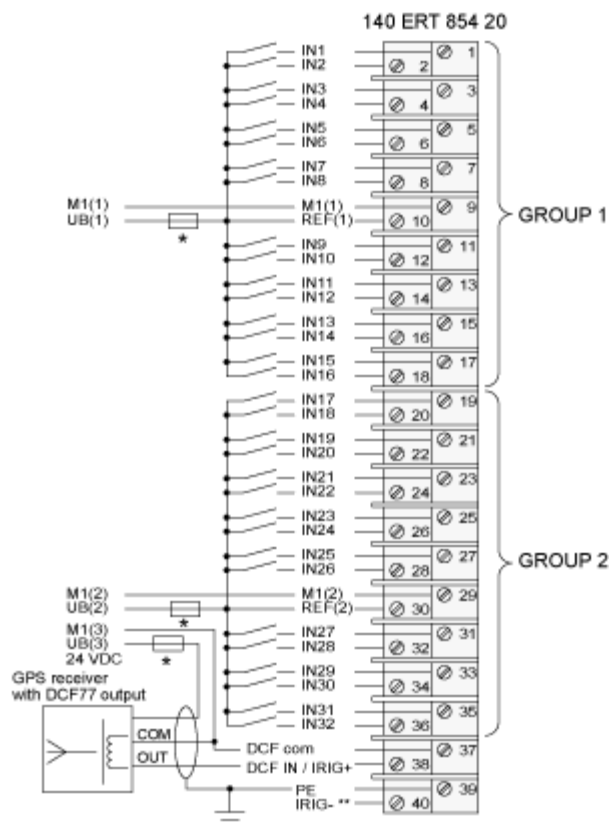 140 ERT 854 20
IN1 1
IN2 2
IN3 3
IN4 4
IN5 5
IN6 6
IN7 7
IN8 8
M1(1) M1(1) 9
UB(1) REF(1) 10
* GROUP 1
IN9 11
IN10 12
IN11 13
IN12 14
IN13 15
IN14 16
IN15 17
IN16 18
IN17 19
IN18 20
IN19 21
IN20 22
IN21 23
IN22 24
IN23 25
IN24 26
IN25 27
IN26 28
GROUP 2
M1(2) M1(2) 29
UB(2) REF(2) 30
*
M1(3) IN27 31
UB(3) IN28 32
24 VDC *
GPS receiver
with DCF77 output
IN29 33
IN30 34
IN31 35
IN32 36
COM
OUT
DCF com 37
DCF IN / IRIG+ 38
PE 39
IRIG- ** 40